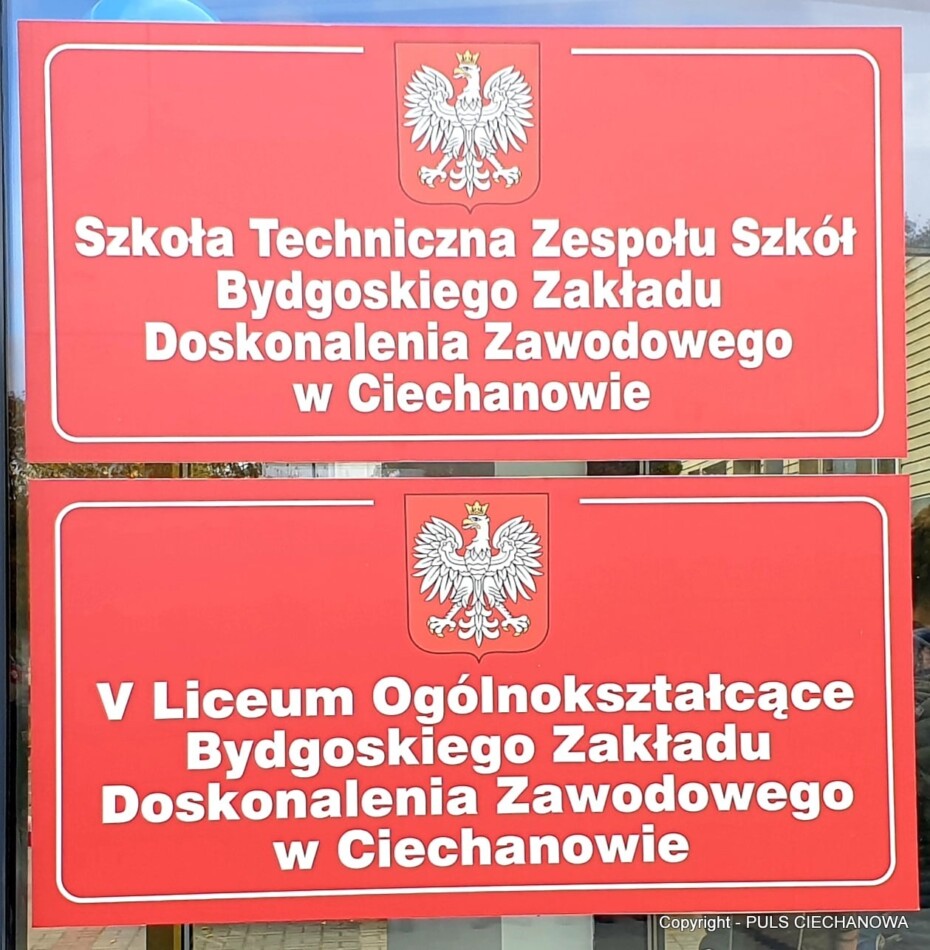 Szkoła Techniczna Zespołu Szkół
Bydgoskiego Zakładu
Doskonalenia Zawodowego
w Ciechanowie
V Liceum Ogólnokształcące
Bydgoskiego Zakładu
Doskonalenia Zawodowego
w Ciechanowie
Copyright - PULS CIECHANOWA